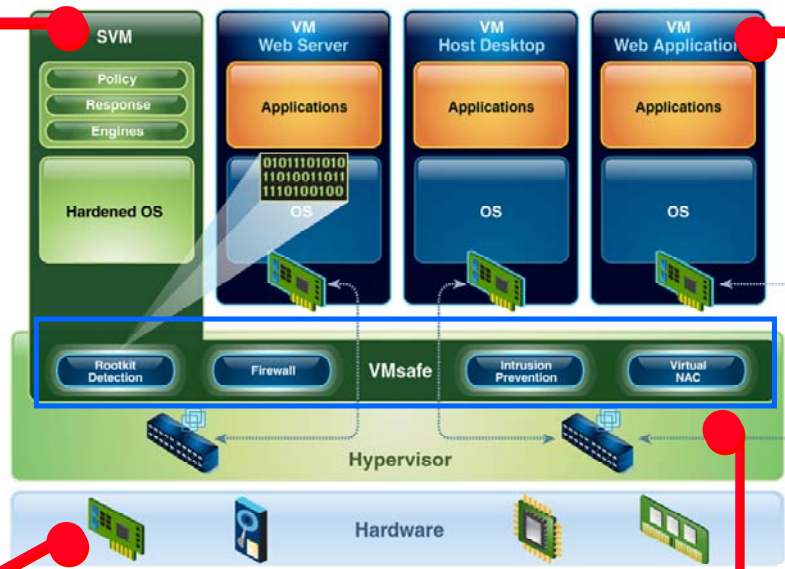 SVM
Policy
Response
Engines
Hardened OS
VM
Web Server
Applications
01011101010
11010011011
1110100100
OS
VM
Host Desktop
Applications
OS
VM
Web Application
Applications
OS
Rootkit
Detection
Firewall
VMsafe
Intrusion
Prevention
Virtual
NAC
Hypervisor
Hardware